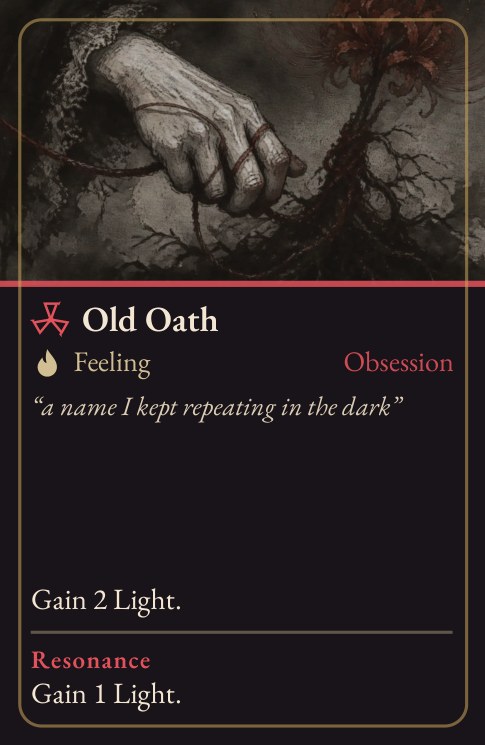 Old Oath
Feeling Obsession
“a name I kept repeating in the dark”
Gain 2 Light.
Resonance
Gain 1 Light.